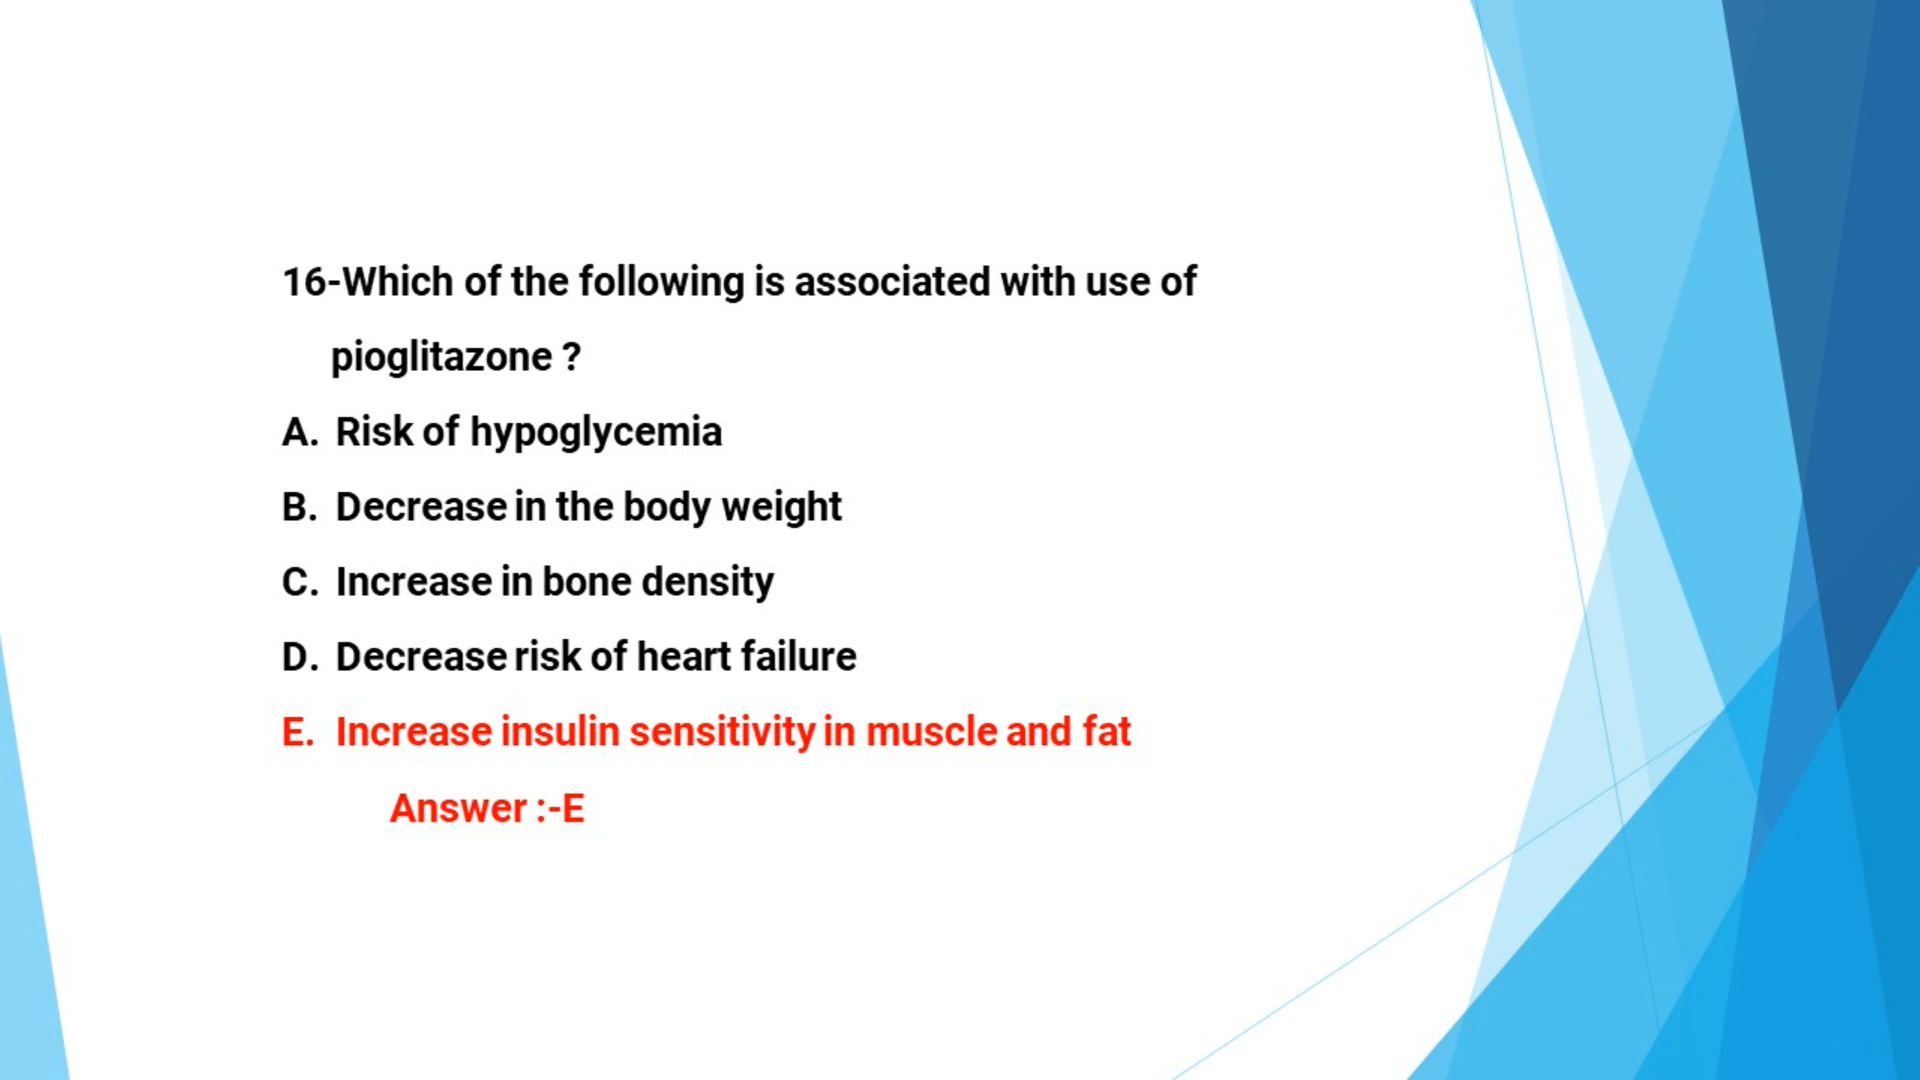 16-Which of the following is associated with use of
pioglitazone ?
A. Risk of hypoglycemia
B. Decrease in the body weight
C. Increase in bone density
D. Decrease risk of heart failure
E. Increase insulin sensitivity in muscle and fat
Answer :-E